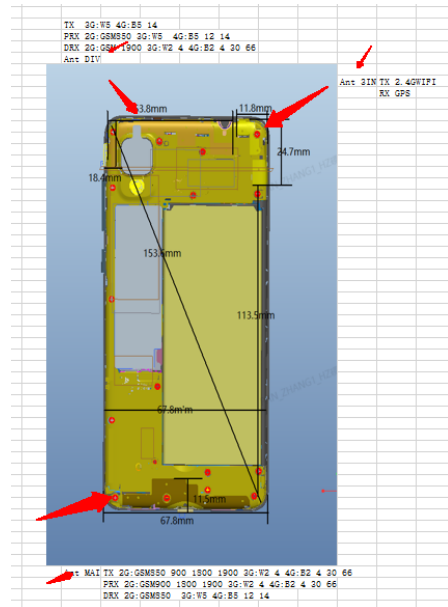 TX 3G:W5 4G:B5 14
PRX 2G:GSM850 3G:W5 4G:B5 12 14
DRX 2G:GSM 1900 3G:W2 4 4G:B2 4 30 66
Ant DIV
Ant 3IN TX 2.4GWIFI
RX GPS
53.8mm
11.8mm
24.7mm
18.4mm
153.6mm
113.5mm
67.8m'm
11.5mm
67.8mm
Ant MAI TX 2G:GSM850 900 1800 1900 3G:W2 4 4G:B2 4 30 66
PRX 2G:GSM900 1800 1900 3G:W2 4 4G:B2 4 30 66
DRX 2G:GSM850 3G:W5 4G:B5 12 14